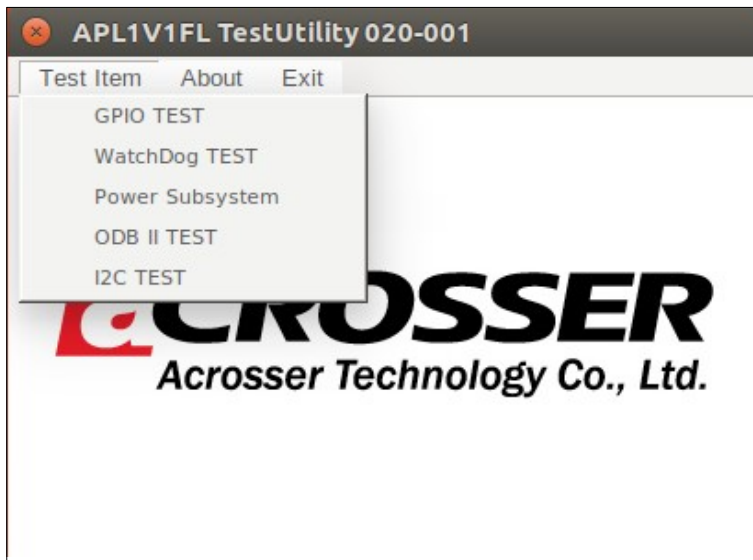 APL1V1FL TestUtility 020-001
Test Item About Exit
GPIO TEST
WatchDog TEST
Power Subsystem
ODB II TEST
I2C TEST
aCROSSER
Acrosser Technology Co., Ltd.